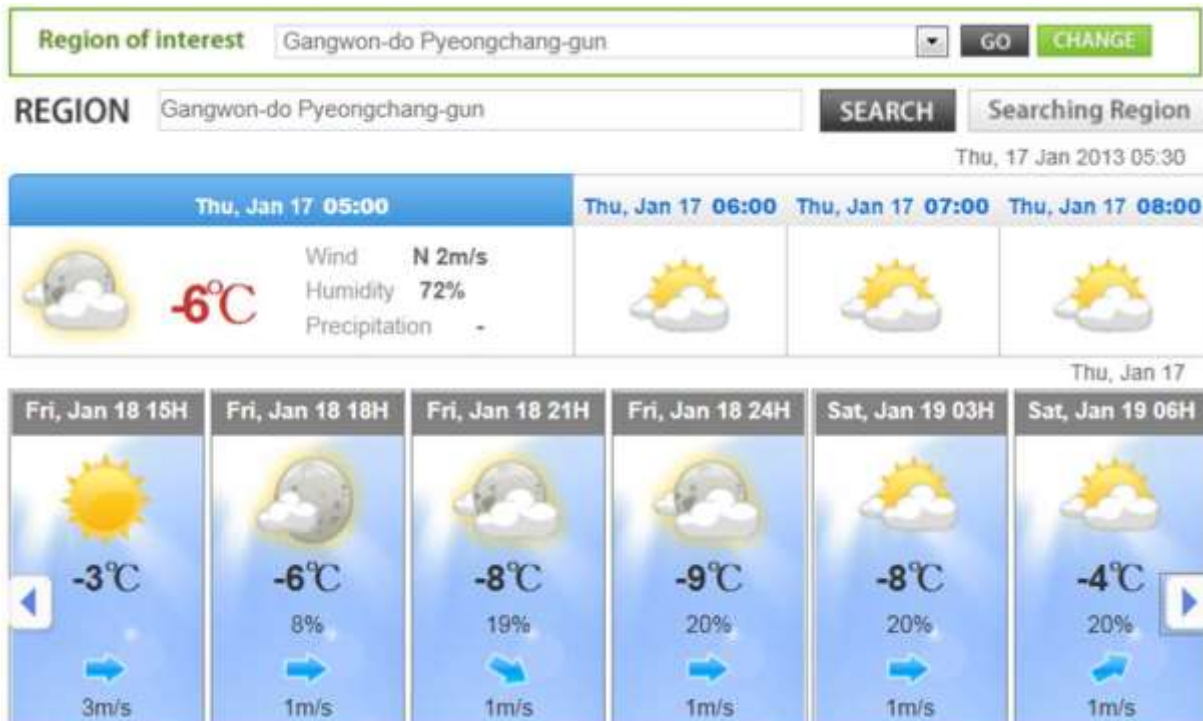 Region of interest Gangwon-do Pyeongchang-gun GO CHANGE
REGION Gangwon-do Pyeongchang-gun SEARCH Searching Region
Thu, 17 Jan 2013 05:30
Thu, Jan 17 05:00 Thu, Jan 17 06:00 Thu, Jan 17 07:00 Thu, Jan 17 08:00
-6℃
Wind N 2m/s
Humidity 72%
Precipitation -
Thu, Jan 17
Fri, Jan 18 15H Fri, Jan 18 18H Fri, Jan 18 21H Fri, Jan 18 24H Sat, Jan 19 03H Sat, Jan 19 06H
-3℃ -6℃ -8℃ -9℃ -8℃ -4℃
8% 19% 20% 20% 20%
3m/s 1m/s 1m/s 1m/s 1m/s 1m/s